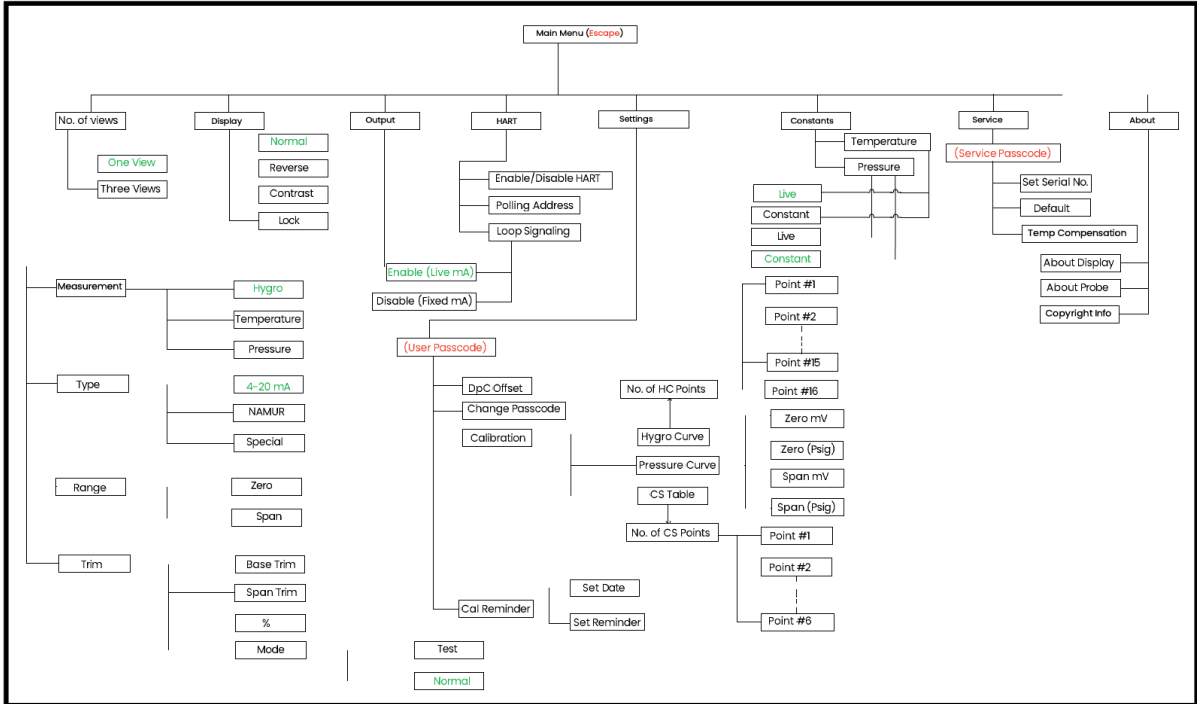 Main Menu (Escape)
No. of views
Display
Output
HART
Settings
Constants
Service
About
One View
Three Views
Normal
Reverse
Contrast
Lock
Enable/Disable HART
Polling Address
Loop Signaling
Enable (Live mA)
Disable (Fixed mA)
Temperature
Pressure
Live
Constant
Live
Constant
(Service Passcode)
Set Serial No.
Default
Temp Compensation
About Display
About Probe
Copyright Info
Measurement
Hygro
Temperature
Pressure
Type
4-20 mA
NAMUR
Special
Range
Zero
Span
Trim
Base Trim
Span Trim
%
Mode
Test
Normal
(User Passcode)
DpC Offset
Change Passcode
Calibration
Cal Reminder
Set Date
Set Reminder
No. of HC Points
Hygro Curve
Pressure Curve
CS Table
No. of CS Points
Point #1
Point #2
Point #15
Point #16
Zero mV
Zero (Psig)
Span mV
Span (Psig)
Point #1
Point #2
Point #6